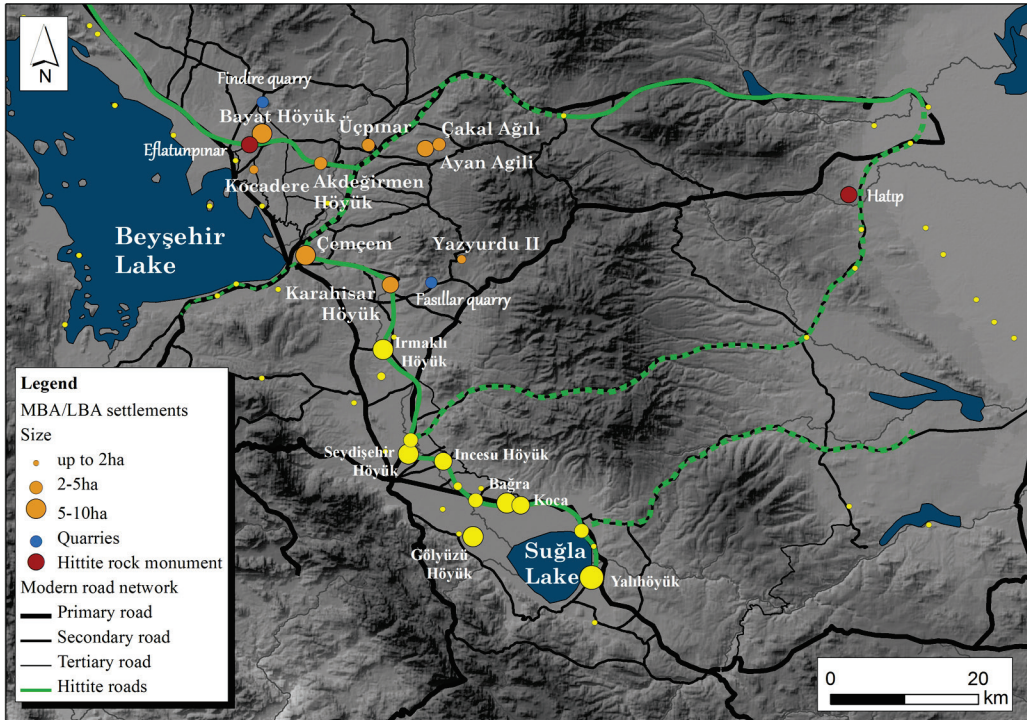 N
Findire quarry
Bayat Höyük
Üçpınar
Çakal Ağılı
Eflatunpınar
Ayan Agili
Kocadere
Akdeğirmen
Höyük
Hatıp
Beyşehir
Lake
Çemçem
Yazyurdu II
Karahisar
Höyük
Fasıllar quarry
Irmaklı
Höyük
Seydişehir
Höyük
Incesu Höyük
Bağra
Koca
Gölyüzü
Höyük
Suğla
Lake
Yalıhöyük
Legend
MBA/LBA settlements
Size
up to 2ha
2-5ha
5-10ha
Quarries
Hittite rock monument
Modern road network
Primary road
Secondary road
Tertiary road
Hittite roads
0 20
km